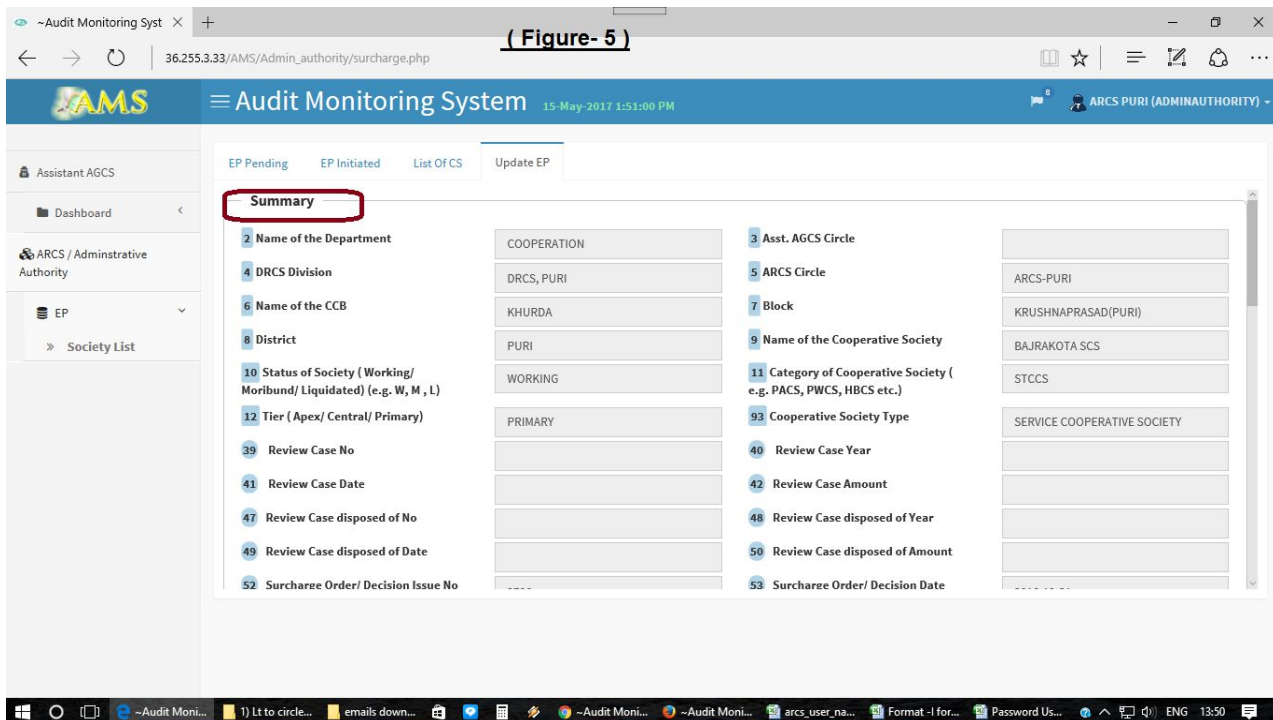 ~Audit Monitoring Syst
( Figure- 5 )
36.255.3.33/AMS/Admin_authority/surcharge.php
AMS
Audit Monitoring System 15-May-2017 1:51:00 PM
8
ARCS PURI (ADMINAUTHORITY)
Assistant AGCS
Dashboard
ARCS / Adminstrative
Authority
EP
» Society List
EP Pending EP Initiated List Of CS Update EP
Summary
2 Name of the Department COOPERATION 3 Asst. AGCS Circle
4 DRCS Division DRCS, PURI 5 ARCS Circle ARCS-PURI
6 Name of the CCB KHURDA 7 Block KRUSHNAPRASAD(PURI)
8 District PURI 9 Name of the Cooperative Society BAJRAKOTA SCS
10 Status of Society ( Working/ WORKING 11 Category of Cooperative Society ( STCCS
Moribund/ Liquidated) (e.g. W, M , L) e.g. PACS, PWCS, HBCS etc.)
12 Tier ( Apex/ Central/ Primary) PRIMARY 93 Cooperative Society Type SERVICE COOPERATIVE SOCIETY
39 Review Case No 40 Review Case Year
41 Review Case Date 42 Review Case Amount
47 Review Case disposed of No 48 Review Case disposed of Year
49 Review Case disposed of Date 50 Review Case disposed of Amount
52 Surcharge Order/ Decision Issue No 53 Surcharge Order/ Decision Date
~Audit Moni... 1) Lt to circle... emails down... ~Audit Moni... ~Audit Moni... arcs_user_na... Format -I for... Password Us... ENG 13:50